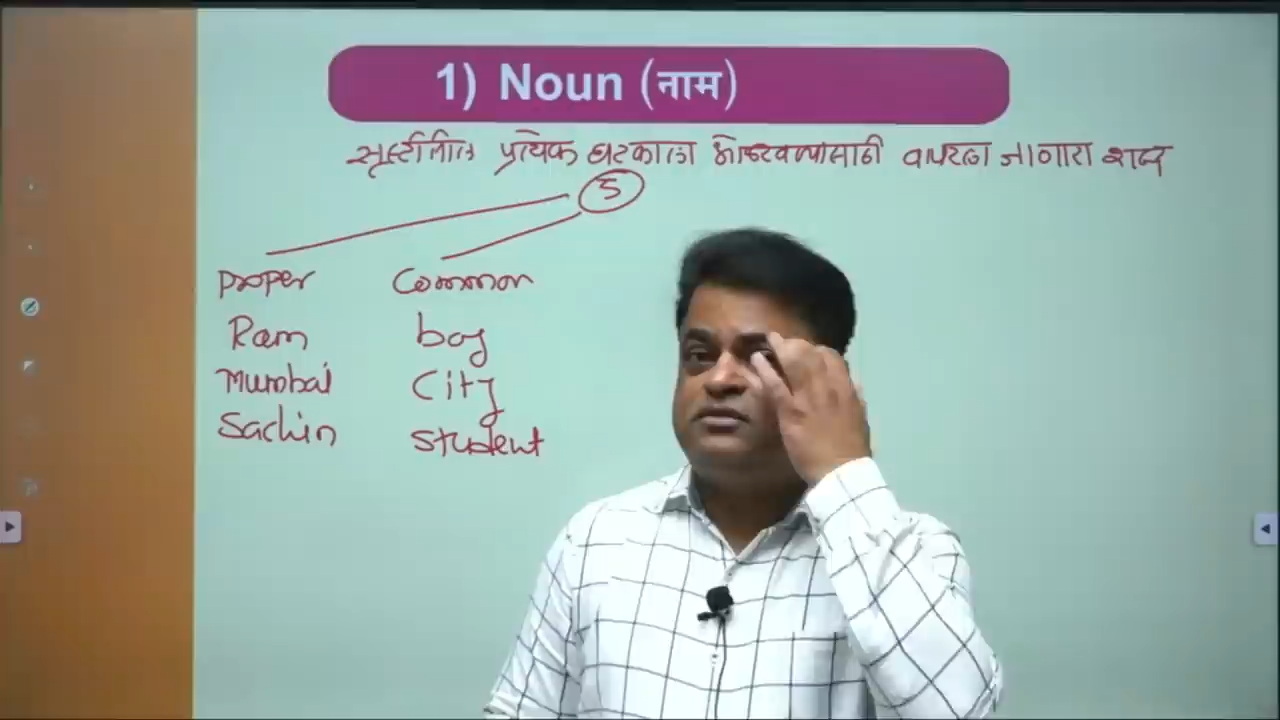 1) Noun (नाम)
सृष्टीतील प्रत्येक घटकाला ओळखण्यासाठी वापरला जाणारा शब्द
5
Proper Common
Ram boy
Mumbai City
Sachin Student